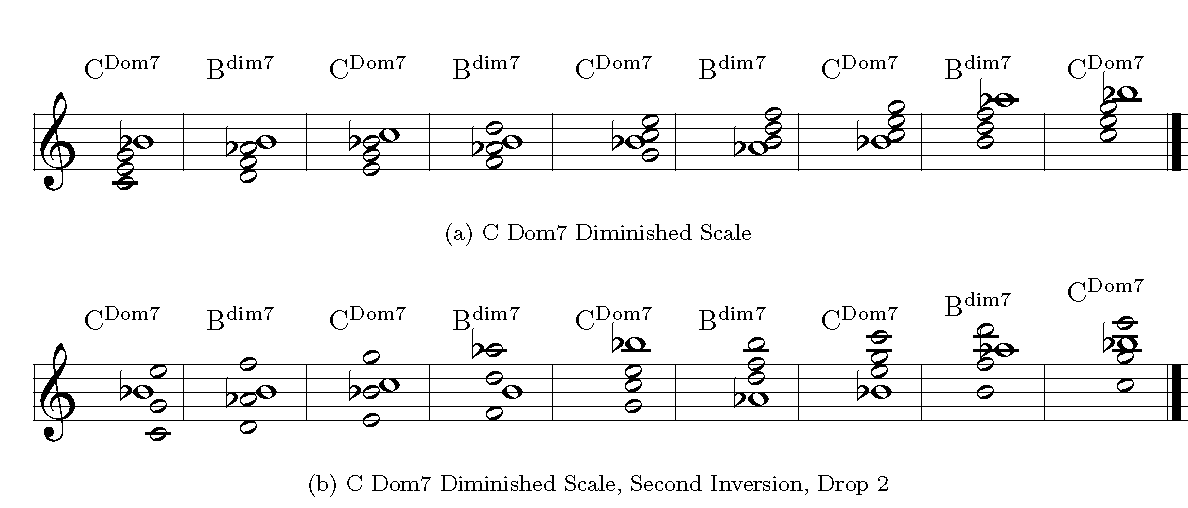 C^Dom7 B^dim7 C^Dom7 B^dim7 C^Dom7 B^dim7 C^Dom7 B^dim7 C^Dom7
(a) C Dom7 Diminished Scale
C^Dom7 B^dim7 C^Dom7 B^dim7 C^Dom7 B^dim7 C^Dom7 B^dim7 C^Dom7
(b) C Dom7 Diminished Scale, Second Inversion, Drop 2